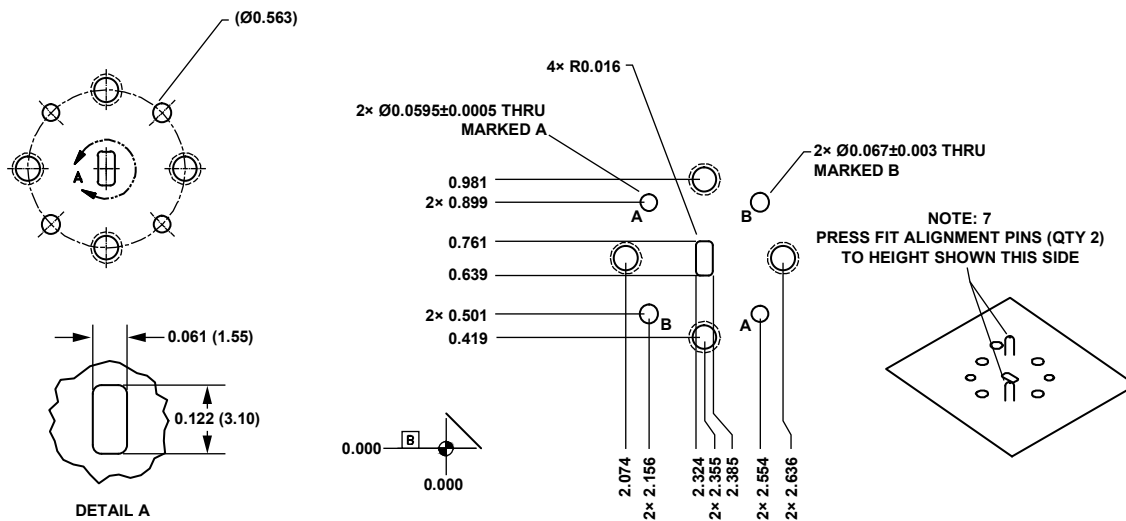 (Ø0.563)
A
0.061 (1.55)
0.122 (3.10)
DETAIL A
4× R0.016
2× Ø0.0595±0.0005 THRU
MARKED A
2× Ø0.067±0.003 THRU
MARKED B
0.981
2× 0.899
0.761
0.639
2× 0.501
0.419
A
B
B
A
0.000
B
0.000
2.074
2× 2.156
2.324
2× 2.355
2.385
2× 2.554
2× 2.636
NOTE: 7
PRESS FIT ALIGNMENT PINS (QTY 2)
TO HEIGHT SHOWN THIS SIDE